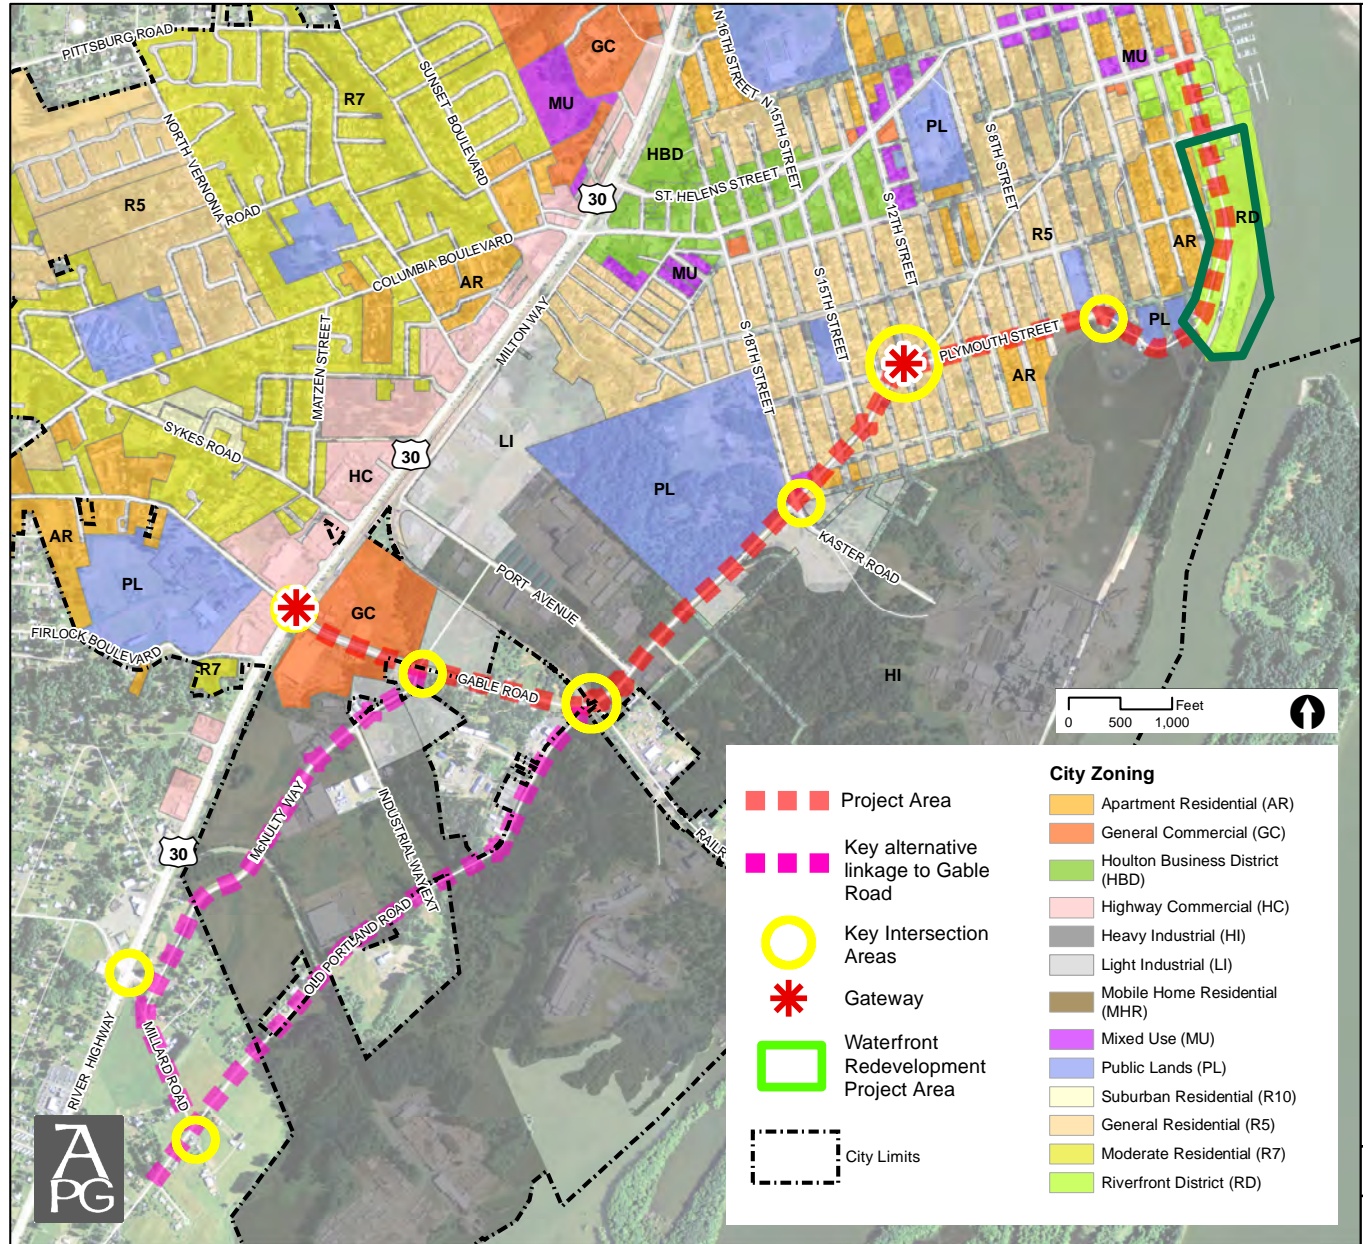 PITTSBURG ROAD
N 16TH STREET
N 15TH STREET
SUNSET BOULEVARD
GC
MU
R7
MU
PL
NORTH VERNONIA ROAD
HBD
S 8TH STREET
ST. HELENS STREET
30
R5
S 12TH STREET
RD
R5
AR
COLUMBIA BOULEVARD
AR
MU
S 15TH STREET
MILTON WAY
S 18TH STREET
PL
PLYMOUTH STREET
MATZEN STREET
AR
SYKES ROAD
LI
30
HC
PL
AR
KASTER ROAD
PORT AVENUE
PL
GC
FIRLOCK BOULEVARD
R7
GABLE ROAD
HI
0 500 1,000
Feet
McNULTY WAY
INDUSTRIAL WAY EXT
RAILR
30
OLD PORTLAND ROAD
RIVER HIGHWAY
MILLARD ROAD
A
PG
Project Area
Key alternative
linkage to Gable
Road
Key Intersection
Areas
Gateway
Waterfront
Redevelopment
Project Area
City Limits
City Zoning
Apartment Residential (AR)
General Commercial (GC)
Houlton Business District
(HBD)
Highway Commercial (HC)
Heavy Industrial (HI)
Light Industrial (LI)
Mobile Home Residential
(MHR)
Mixed Use (MU)
Public Lands (PL)
Suburban Residential (R10)
General Residential (R5)
Moderate Residential (R7)
Riverfront District (RD)